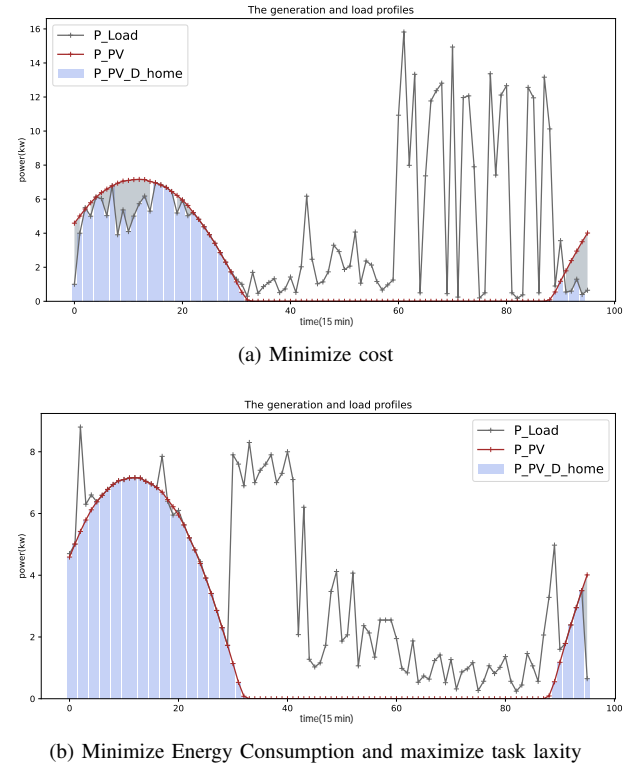 The generation and load profiles
P_Load
P_PV
P_PV_D_home
16
14
12
10
8
6
4
2
0
power(kw)
0 20 40 60 80 100
time(15 min)
(a) Minimize cost
The generation and load profiles
P_Load
P_PV
P_PV_D_home
8
6
4
2
0
power(kw)
0 20 40 60 80 100
time(15 min)
(b) Minimize Energy Consumption and maximize task laxity